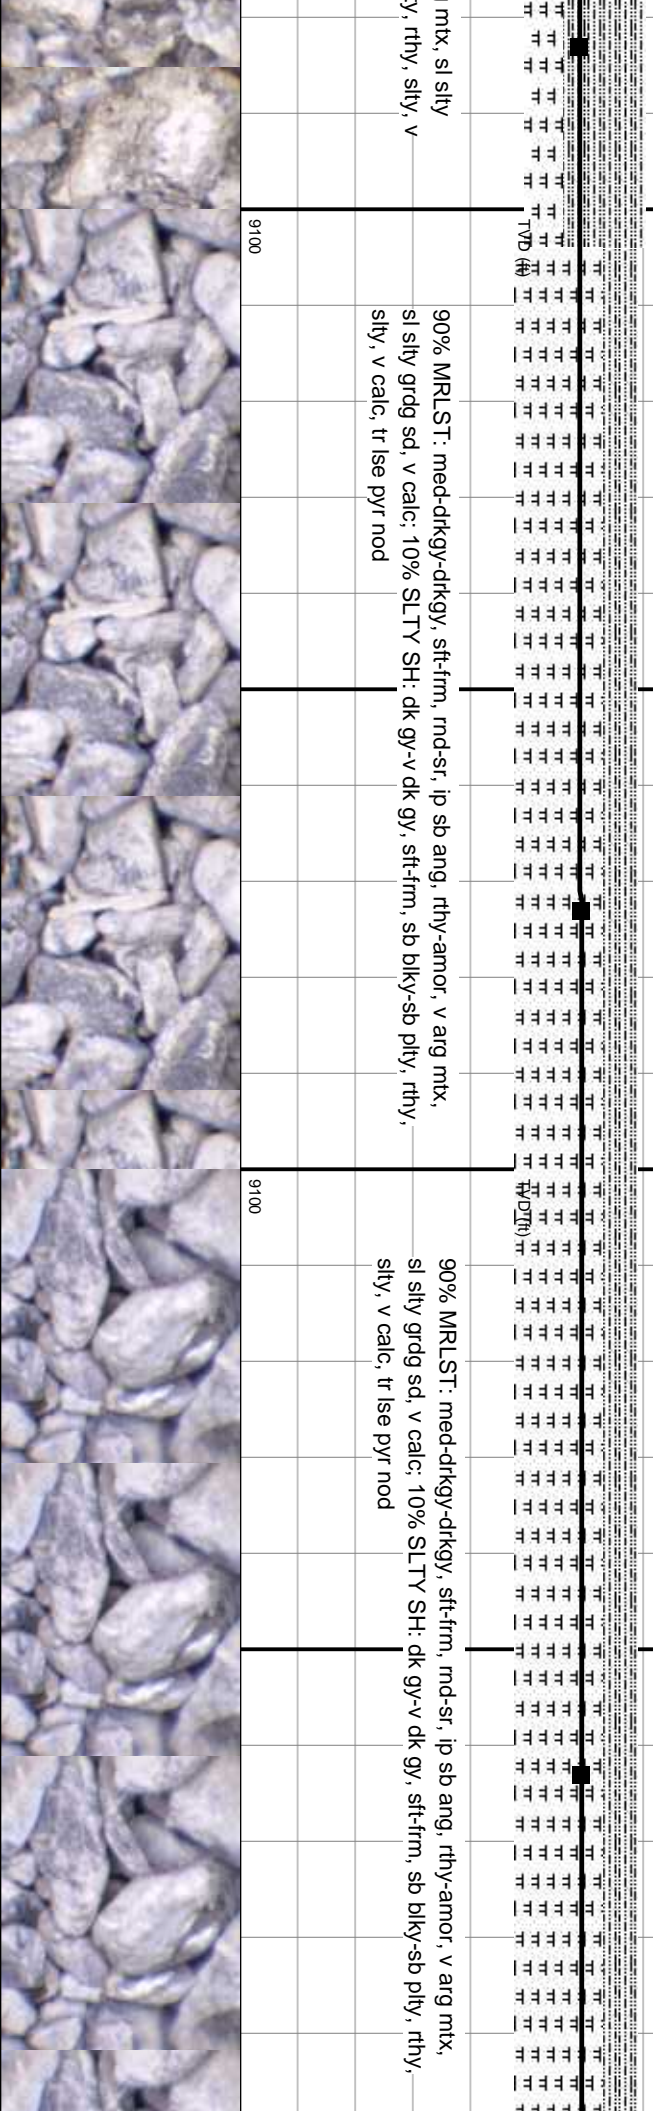 mtx, sl slty
rthy, slty, v
TVD (ft)
9100
90% MRLST: med-drkgy-drkgy, sft-frm, rnd-sr, ip sb ang, rthy-amor, v arg mtx,
sl slty grdg sd, v calc; 10% SLTY SH: dk gy-v dk gy, sft-frm, sb blky-sb plty, rthy,
slty, v calc, tr lse pyr nod
TVD (ft)
9100
90% MRLST: med-drkgy-drkgy, sft-frm, rnd-sr, ip sb ang, rthy-amor, v arg mtx,
sl slty grdg sd, v calc; 10% SLTY SH: dk gy-v dk gy, sft-frm, sb blky-sb plty, rthy,
slty, v calc, tr lse pyr nod